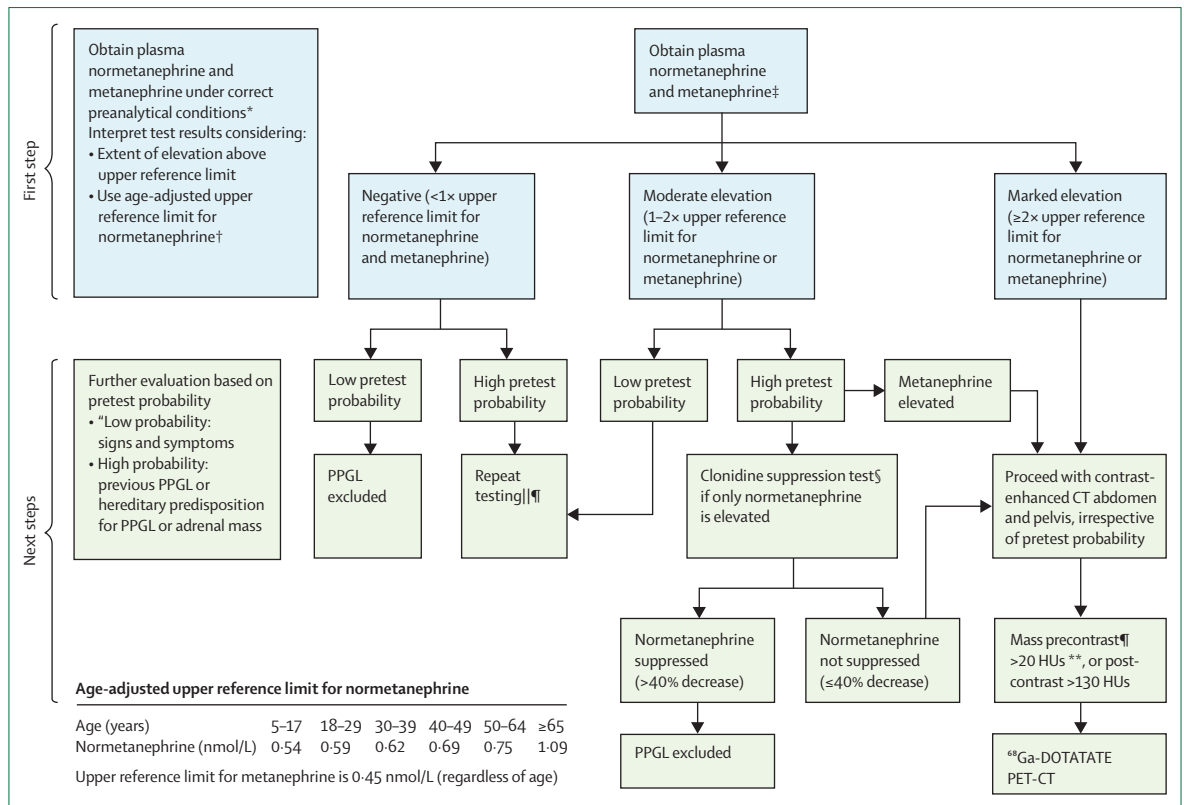 First step
Obtain plasma
normetanephrine and
metanephrine under correct
preanalytical conditions*
Interpret test results considering:
• Extent of elevation above
upper reference limit
• Use age-adjusted upper
reference limit for
normetanephrine†
Obtain plasma
normetanephrine
and metanephrine‡
Negative (<1× upper
reference limit for
normetanephrine
and metanephrine)
Moderate elevation
(1–2× upper reference
limit for
normetanephrine or
metanephrine)
Marked elevation
(≥2× upper reference
limit for
normetanephrine or
metanephrine)
Next steps
Further evaluation based on
pretest probability
• “Low probability:
signs and symptoms
• High probability:
previous PPGL or
hereditary predisposition
for PPGL or adrenal mass
Low pretest
probability
High pretest
probability
Low pretest
probability
High pretest
probability
Metanephrine
elevated
PPGL
excluded
Repeat
testing||¶
Clonidine suppression test§
if only normetanephrine
is elevated
Proceed with contrast-
enhanced CT abdomen
and pelvis, irrespective
of pretest probability
Normetanephrine
suppressed
(>40% decrease)
Normetanephrine
not suppressed
(≤40% decrease)
Mass precontrast¶
>20 HUs **, or post-
contrast >130 HUs
PPGL excluded
⁶⁸Ga-DOTATATE
PET-CT
Age-adjusted upper reference limit for normetanephrine
Age (years) 5–17 18–29 30–39 40–49 50–64 ≥65
Normetanephrine (nmol/L) 0·54 0·59 0·62 0·69 0·75 1·09
Upper reference limit for metanephrine is 0·45 nmol/L (regardless of age)